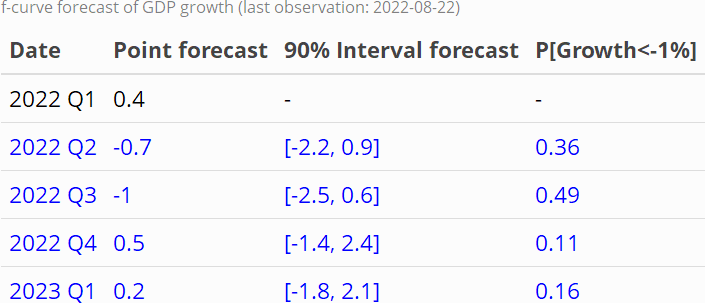 f-curve forecast of GDP growth (last observation: 2022-08-22)
Date Point forecast 90% Interval forecast P[Growth<-1%]
2022 Q1 0.4 - -
2022 Q2 -0.7 [-2.2, 0.9] 0.36
2022 Q3 -1 [-2.5, 0.6] 0.49
2022 Q4 0.5 [-1.4, 2.4] 0.11
2023 Q1 0.2 [-1.8, 2.1] 0.16